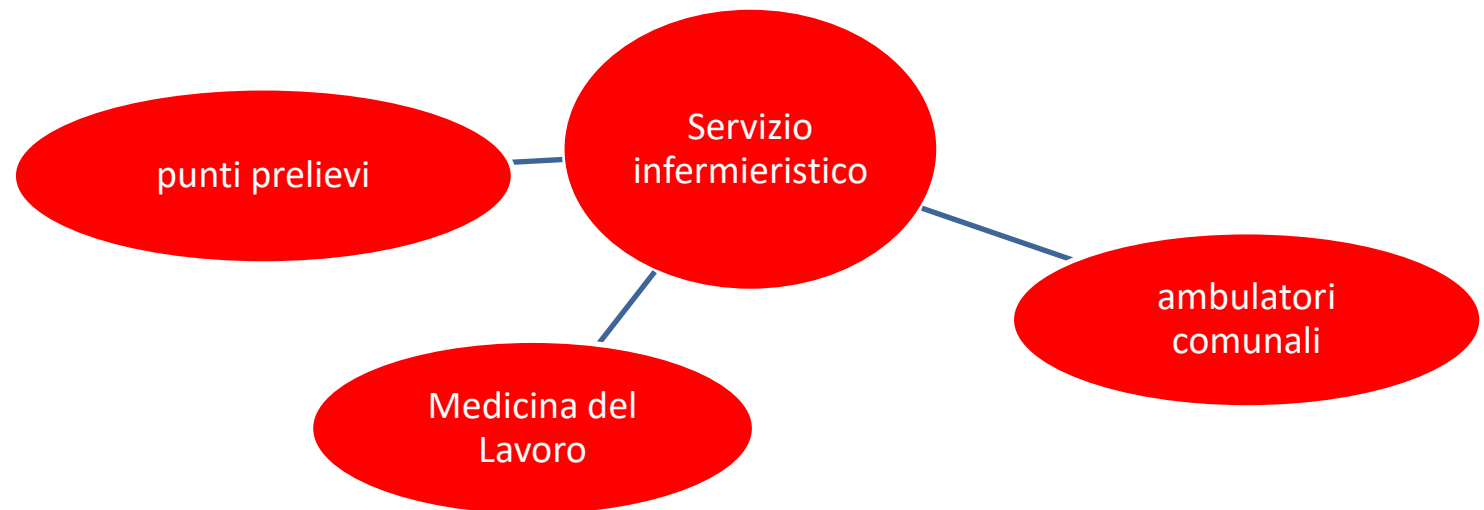 Servizio
infermieristico
punti prelievi
ambulatori
comunali
Medicina del
Lavoro